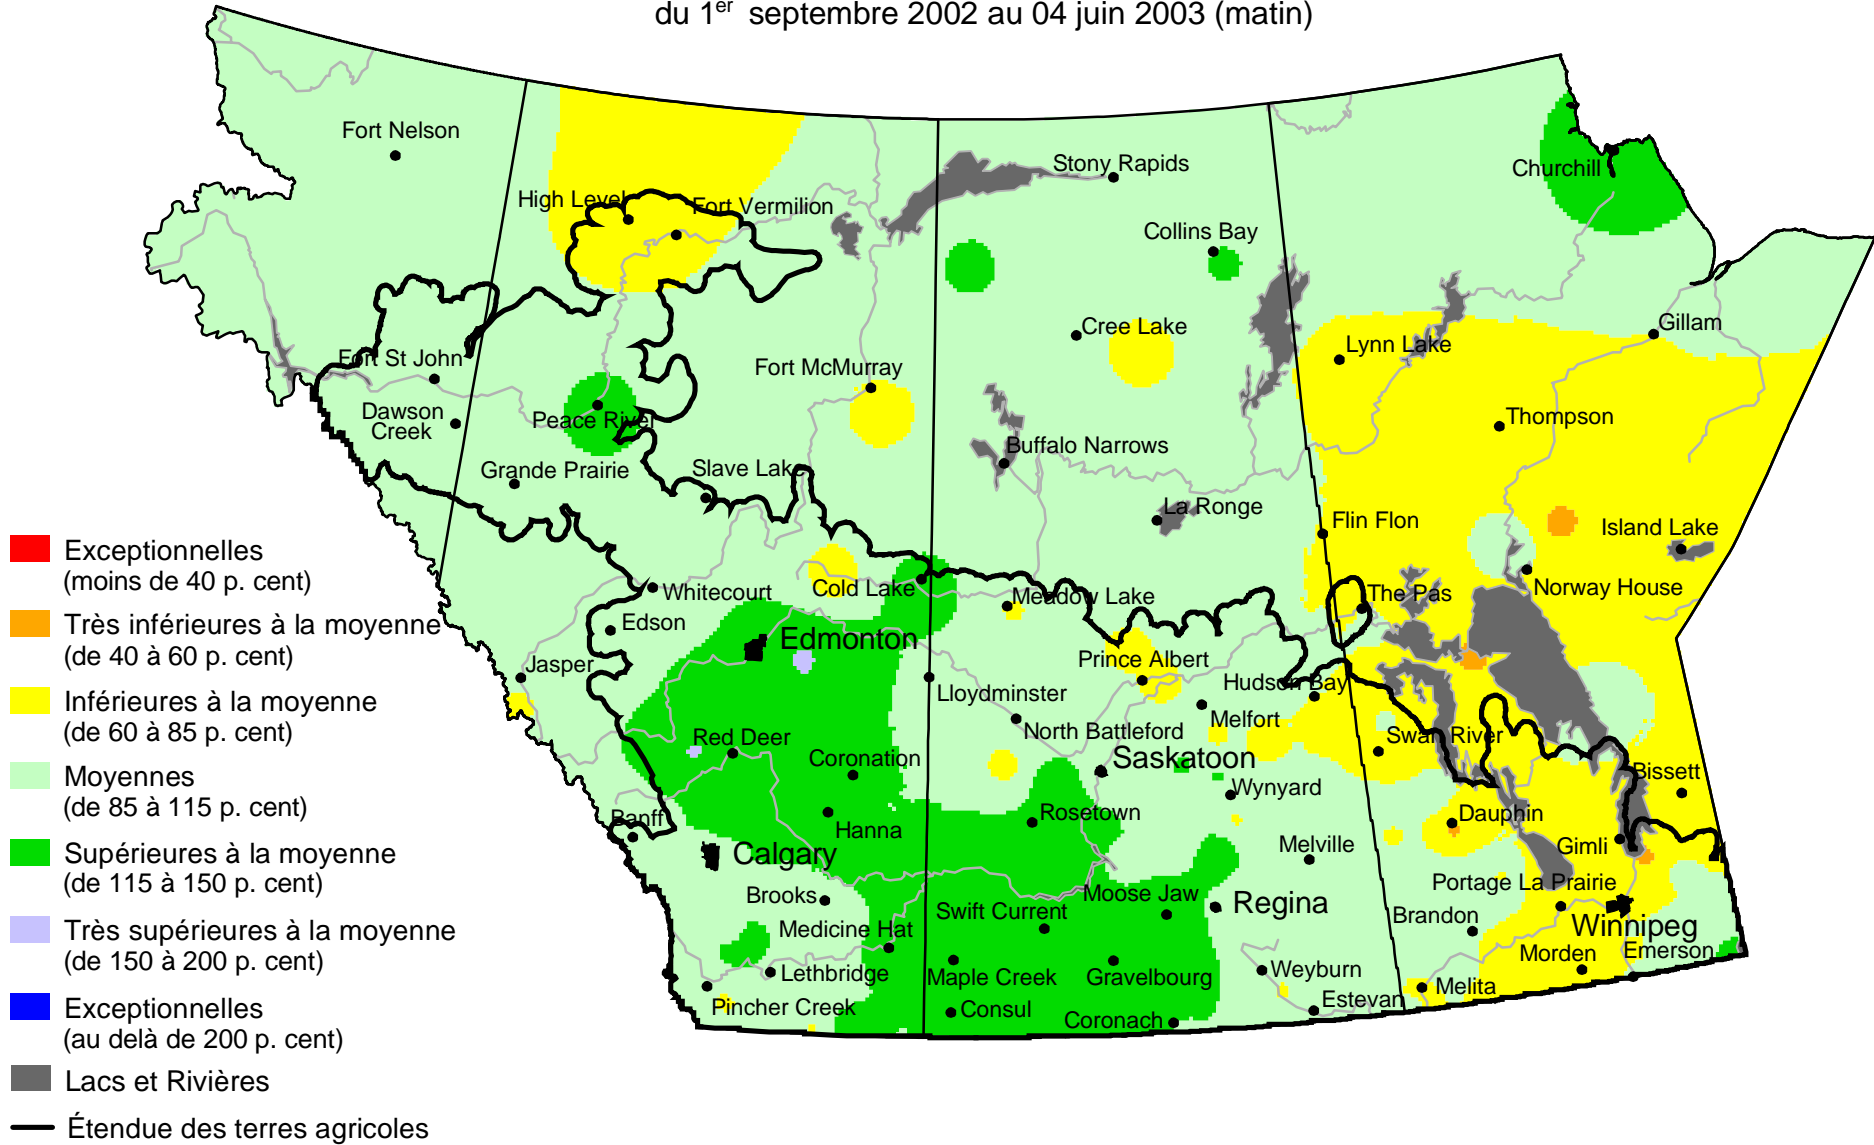 du 1er septembre 2002 au 04 juin 2003 (matin)
Fort Nelson
Churchill
Stony Rapids
High Level
Fort Vermilion
Collins Bay
Gillam
Cree Lake
Lynn Lake
Fort St John
Fort McMurray
Dawson
Creek
Peace River
Thompson
Buffalo Narrows
Grande Prairie
Slave Lake
La Ronge
Flin Flon
Island Lake
Whitecourt
Cold Lake
Meadow Lake
The Pas
Norway House
Edson
Edmonton
Jasper
Prince Albert
Lloydminster
Hudson Bay
Melfort
North Battleford
Red Deer
Swan River
Coronation
Saskatoon
Bissett
Wynyard
Banff
Hanna
Rosetown
Dauphin
Calgary
Melville
Gimli
Brooks
Moose Jaw
Portage La Prairie
Swift Current
Regina
Brandon
Medicine Hat
Winnipeg
Lethbridge
Maple Creek
Gravelbourg
Weyburn
Morden
Emerson
Pincher Creek
Consul
Coronach
Estevan
Melita
Exceptionnelles
(moins de 40 p. cent)
Très inférieures à la moyenne
(de 40 à 60 p. cent)
Inférieures à la moyenne
(de 60 à 85 p. cent)
Moyennes
(de 85 à 115 p. cent)
Supérieures à la moyenne
(de 115 à 150 p. cent)
Très supérieures à la moyenne
(de 150 à 200 p. cent)
Exceptionnelles
(au delà de 200 p. cent)
Lacs et Rivières
Étendue des terres agricoles